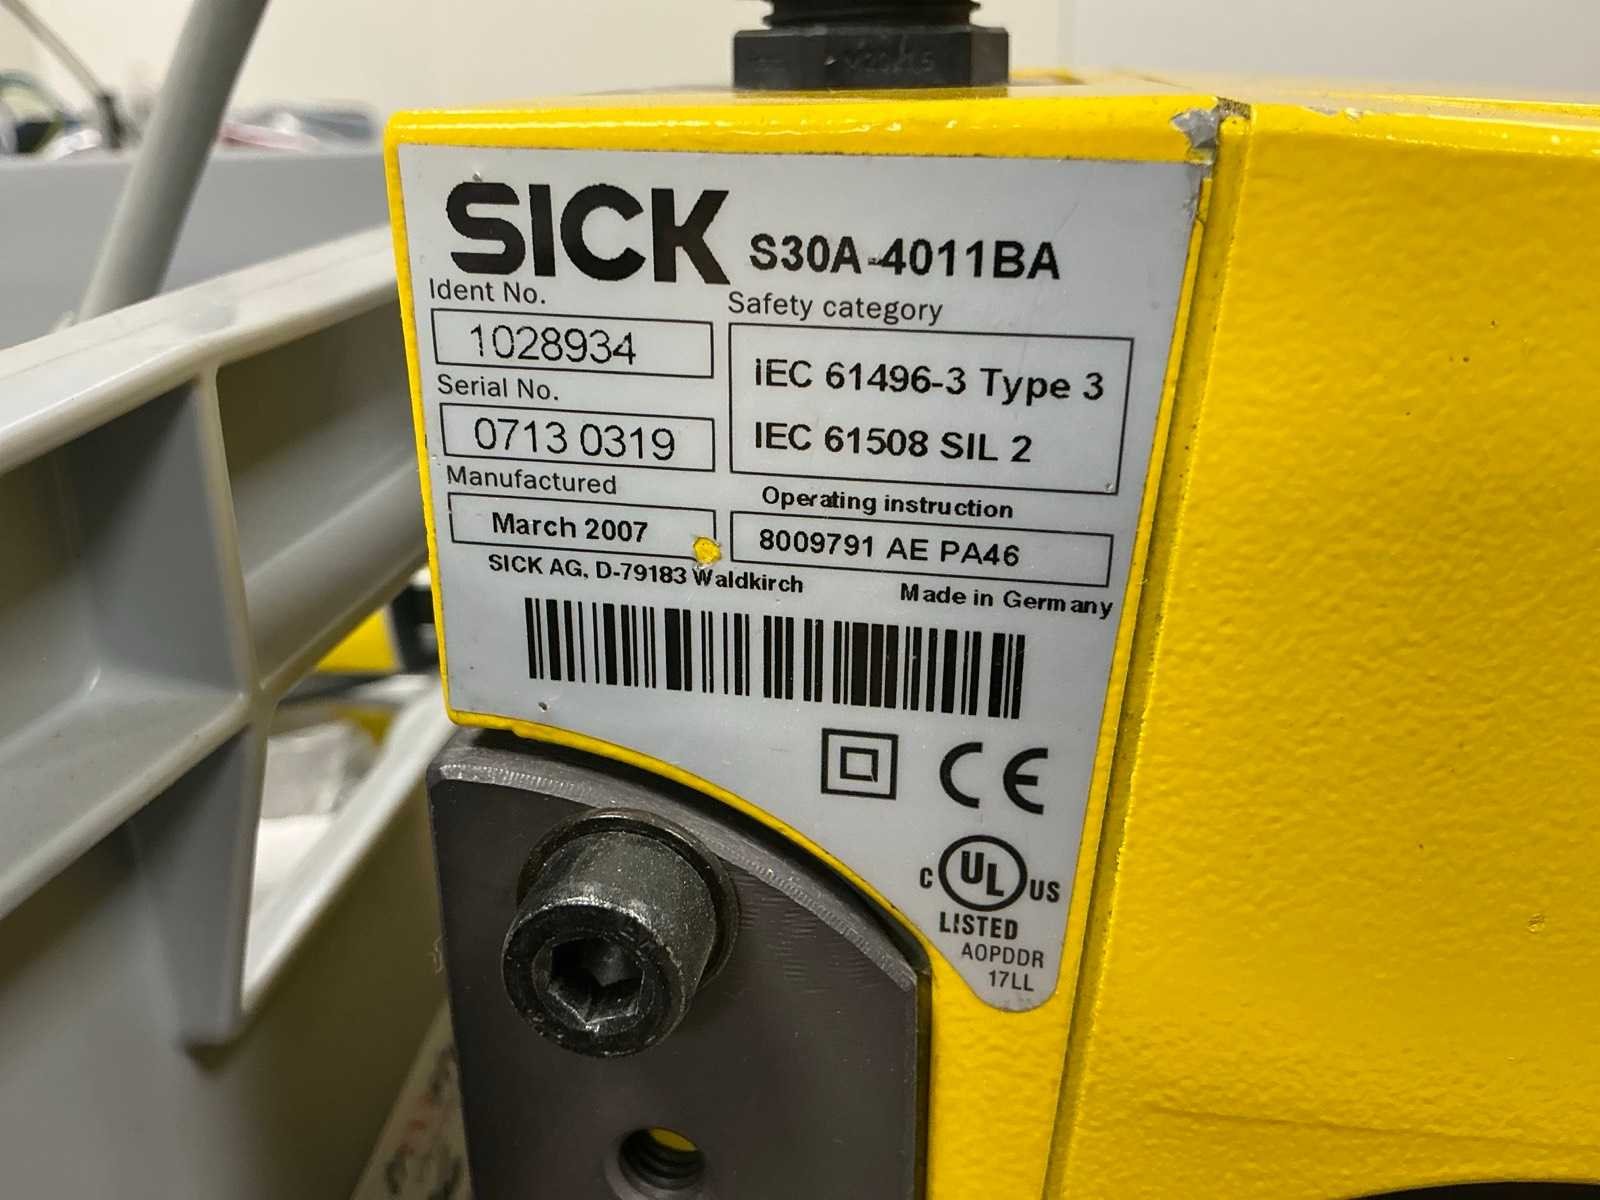 SICK S30A-4011BA
Ident No.
1028934
Serial No.
0713 0319
Manufactured
March 2007
Safety category
IEC 61496-3 Type 3
IEC 61508 SIL 2
Operating instruction
8009791 AE PA46
SICK AG, D-79183 Waldkirch
Made in Germany
CE
C UL US
LISTED
AOPDDR
17LL